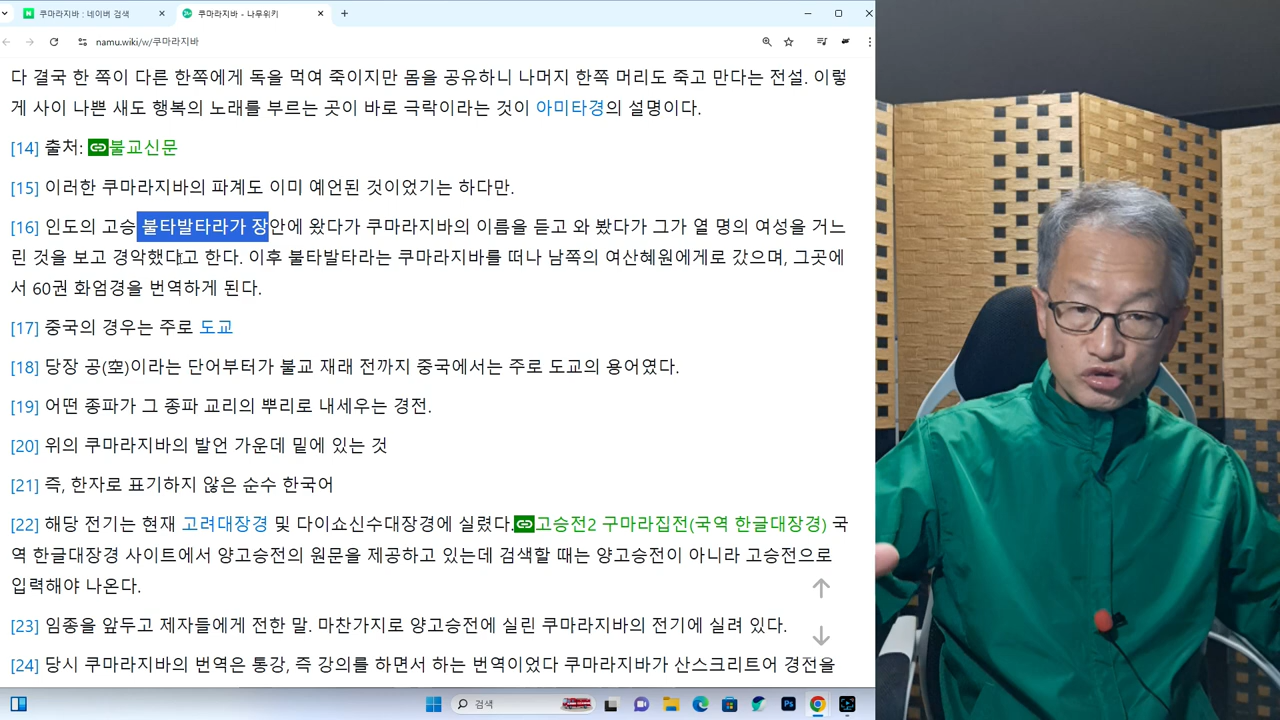 쿠마라지바 : 네이버 검색
쿠마라지바 - 나무위키
namu.wiki/w/쿠마라지바
다 결국 한 쪽이 다른 한쪽에게 독을 먹여 죽이지만 몸을 공유하니 나머지 한쪽 머리도 죽고 만다는 전설. 이렇
게 사이 나쁜 새도 행복의 노래를 부르는 곳이 바로 극락이라는 것이 아미타경의 설명이다.
[14] 출처: 불교신문
[15] 이러한 쿠마라지바의 파계도 이미 예언된 것이었기는 하다만.
[16] 인도의 고승 불타발타라가 장안에 왔다가 쿠마라지바의 이름을 듣고 와 봤다가 그가 열 명의 여성을 거느
린 것을 보고 경악했다고 한다. 이후 불타발타라는 쿠마라지바를 떠나 남쪽의 여산혜원에게로 갔으며, 그곳에
서 60권 화엄경을 번역하게 된다.
[17] 중국의 경우는 주로 도교
[18] 당장 공(空)이라는 단어부터가 불교 재래 전까지 중국에서는 주로 도교의 용어였다.
[19] 어떤 종파가 그 종파 교리의 뿌리로 내세우는 경전.
[20] 위의 쿠마라지바의 발언 가운데 밑에 있는 것
[21] 즉, 한자로 표기하지 않은 순수 한국어
[22] 해당 전기는 현재 고려대장경 및 다이쇼신수대장경에 실렸다. 고승전2 구마라집전(국역 한글대장경) 국
역 한글대장경 사이트에서 양고승전의 원문을 제공하고 있는데 검색할 때는 양고승전이 아니라 고승전으로
입력해야 나온다.
[23] 임종을 앞두고 제자들에게 전한 말. 마찬가지로 양고승전에 실린 쿠마라지바의 전기에 실려 있다.
[24] 당시 쿠마라지바의 번역은 통강, 즉 강의를 하면서 하는 번역이었다 쿠마라지바가 산스크리트어 경전을
검색
Ps